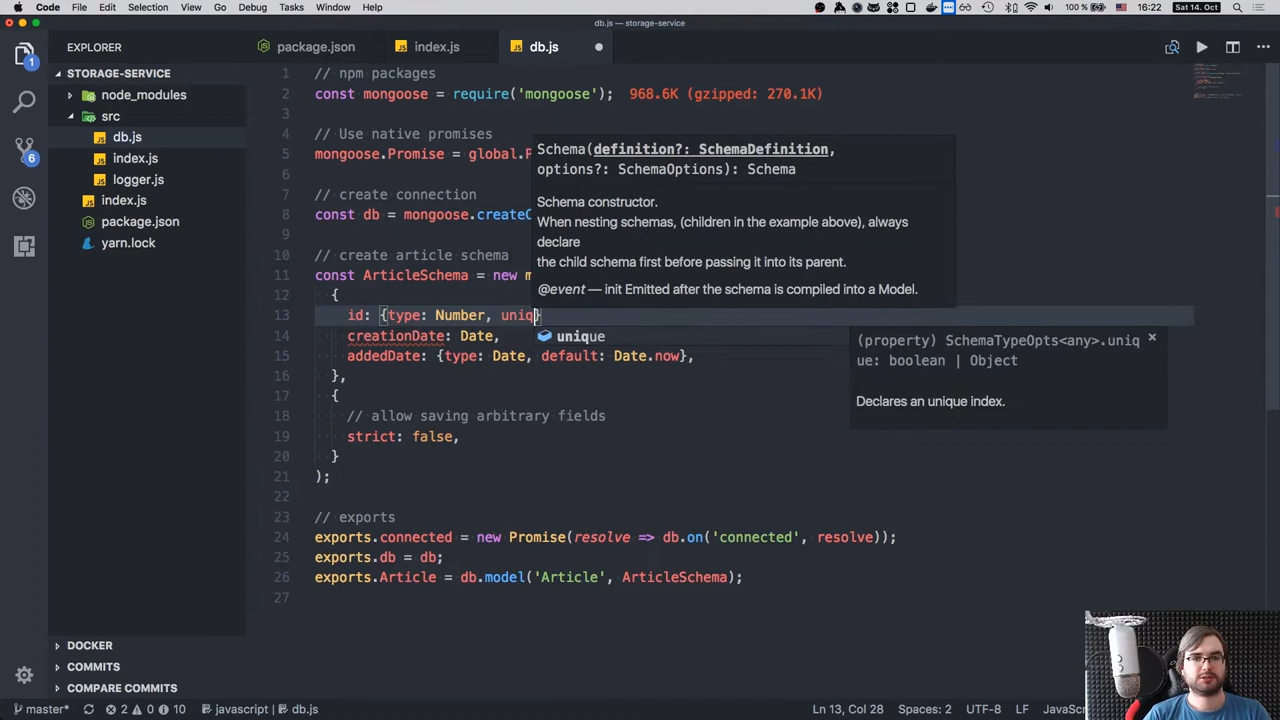 Code File Edit Selection View Go Debug Tasks Window Help 100 % Sat 14. Oct 16:22
db.js — storage-service
EXPLORER
package.json
index.js
db.js
STORAGE-SERVICE
node_modules
src
db.js
index.js
logger.js
index.js
package.json
yarn.lock
1 // npm packages
2 const mongoose = require('mongoose'); 968.6K (gzipped: 270.1K)
3
4 // Use native promises
5 mongoose.Promise = global.P
6
7 // create connection
8 const db = mongoose.createC
9
10 // create article schema
11 const ArticleSchema = new m
12 {
13 id: {type: Number, uniq}
14 creationDate: Date,
15 addedDate: {type: Date, default: Date.now},
16 },
17 {
18 // allow saving arbitrary fields
19 strict: false,
20 }
21 );
22
23 // exports
24 exports.connected = new Promise(resolve => db.on('connected', resolve));
25 exports.db = db;
26 exports.Article = db.model('Article', ArticleSchema);
27
Schema(definition?: SchemaDefinition,
options?: SchemaOptions): Schema
Schema constructor.
When nesting schemas, (children in the example above), always
declare
the child schema first before passing it into its parent.
@event — init Emitted after the schema is compiled into a Model.
unique
(property) SchemaTypeOpts<any>.uniq
ue: boolean | Object
Declares an unique index.
1
6
DOCKER
COMMITS
COMPARE COMMITS
master* 2 0 10 javascript | db.js Ln 13, Col 28 Spaces: 2 UTF-8 LF JavaSc